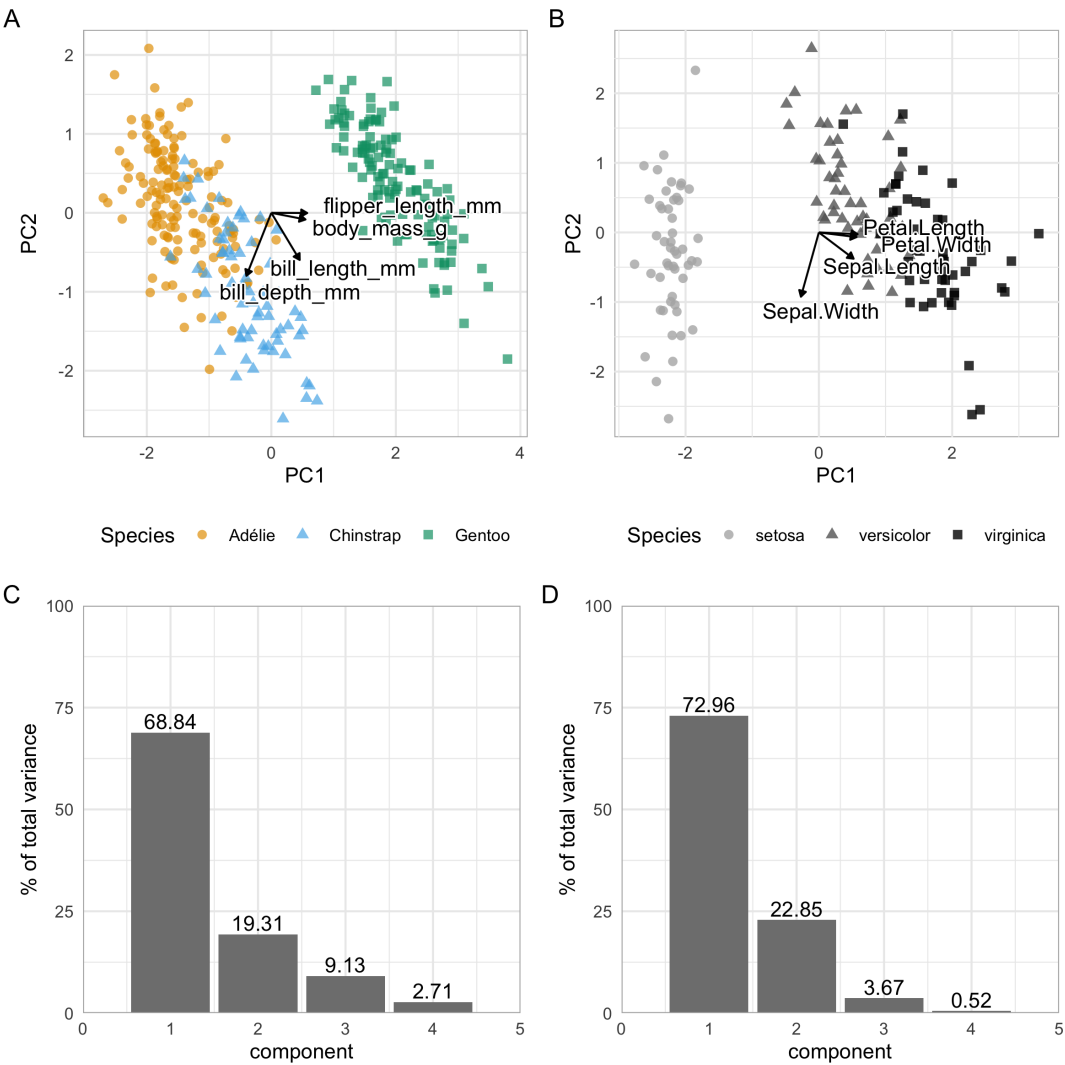 A
2
1
0
-1
-2
PC2
flipper_length_mm
body_mass_g
bill_length_mm
bill_depth_mm
-2 0 2 4
PC1
Species Adélie Chinstrap Gentoo
B
2
1
0
-1
-2
PC2
Petal.Length
Petal.Width
Sepal.Length
Sepal.Width
-2 0 2
PC1
Species setosa versicolor virginica
C
100
75
50
25
0
% of total variance
68.84
19.31
9.13
2.71
0 1 2 3 4 5
component
D
100
75
50
25
0
% of total variance
72.96
22.85
3.67
0.52
0 1 2 3 4 5
component